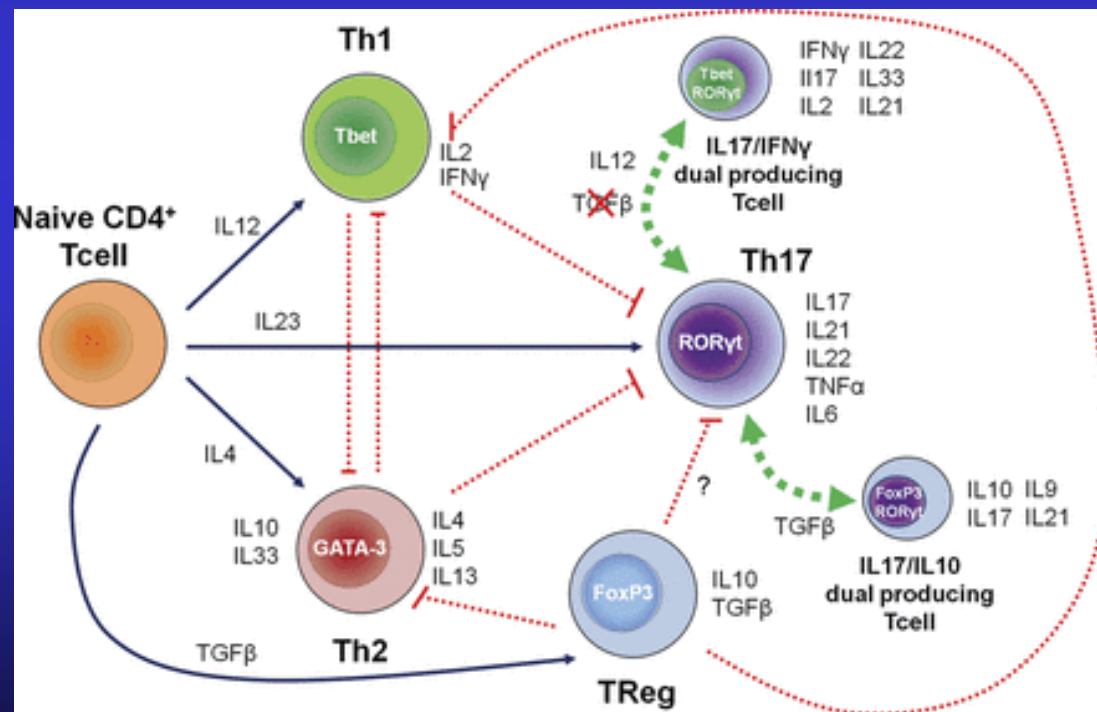 Th1
Tbet
IL2
IFNγ
Naive CD4+
Tcell
IL12
IL23
IL4
TGFβ
IL10
IL33
GATA-3
IL4
IL5
IL13
Th2
FoxP3
IL10
TGFβ
TReg
?
Tbet
RORγt
IFNγ IL22
Il17 IL33
IL2 IL21
IL17/IFNγ
dual producing
Tcell
IL12
TGFβ
Th17
RORγt
IL17
IL21
IL22
TNFα
IL6
TGFβ
FoxP3
RORγt
IL10 IL9
IL17 IL21
IL17/IL10
dual producing
Tcell